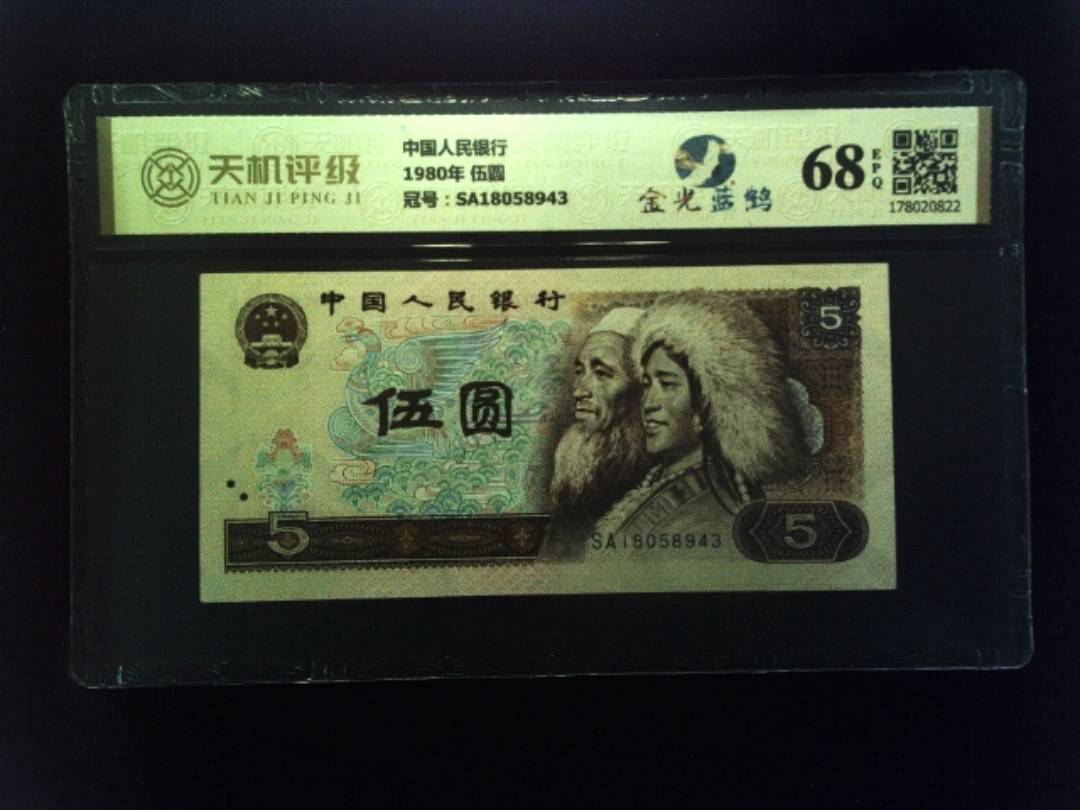 天机评级
TIAN JI PING JI
中国人民银行
1980年 伍圆
冠号：SA18058943
金光蓝鹤
68
EPQ
178020822
中国人民银行
5
伍圆
5
SA18058943
5